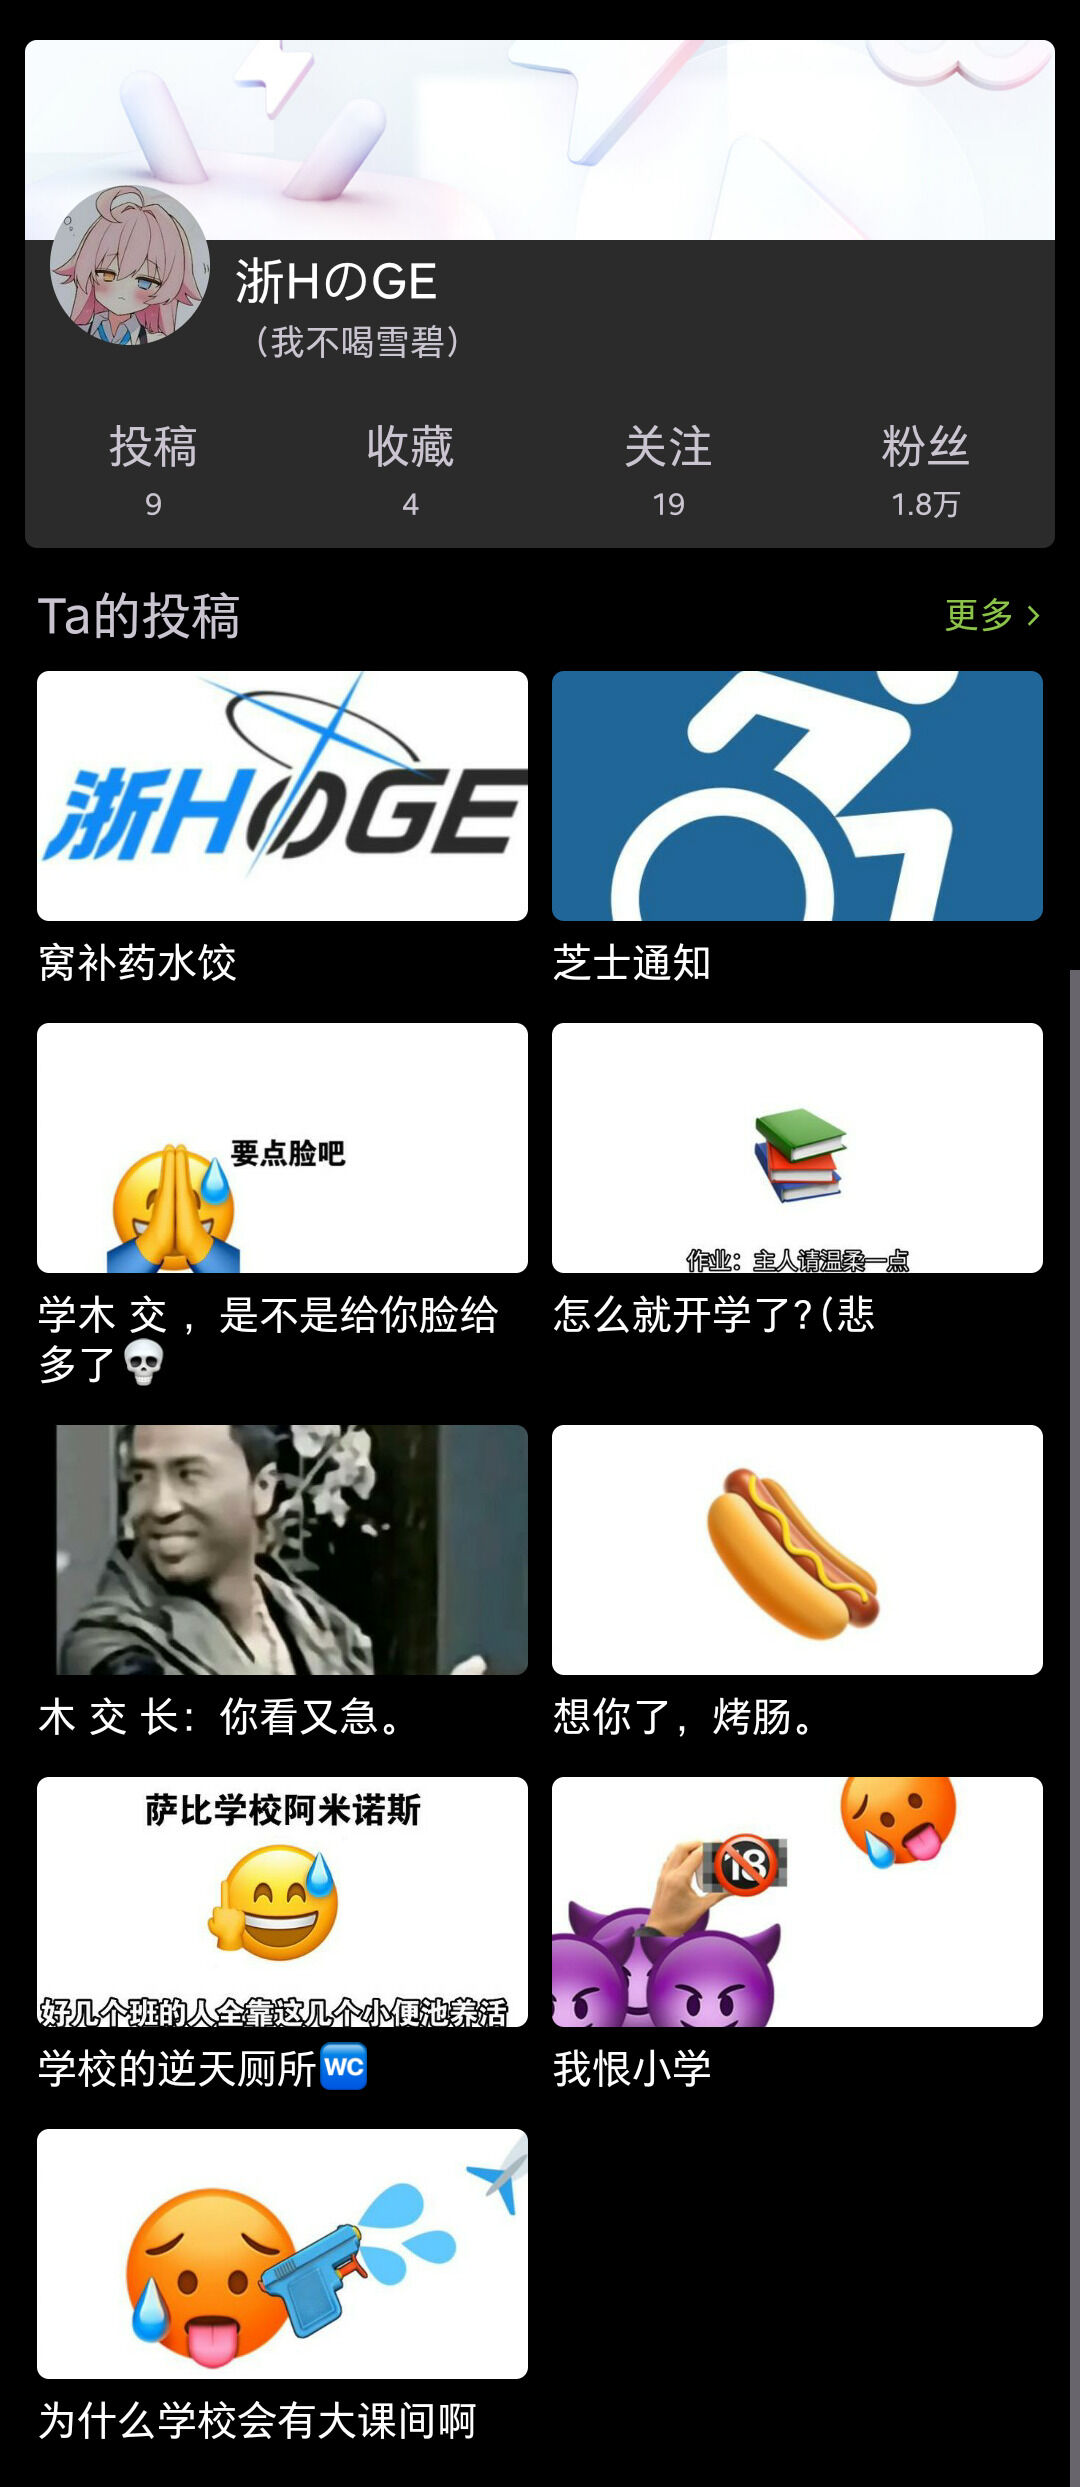 浙HのGE
（我不喝雪碧）
投稿 收藏 关注 粉丝
9 4 19 1.8万
Ta的投稿 更多 >
浙HのGE
窝补药水饺
芝士通知
要点脸吧
学木 交 ，是不是给你脸给
多了💀
作业：主人请温柔一点
怎么就开学了?(悲
木 交 长：你看又急。
想你了，烤肠。
萨比学校阿米诺斯
好几个班的人全靠这几个小便池养活
学校的逆天厕所🚾
18
我恨小学
为什么学校会有大课间啊